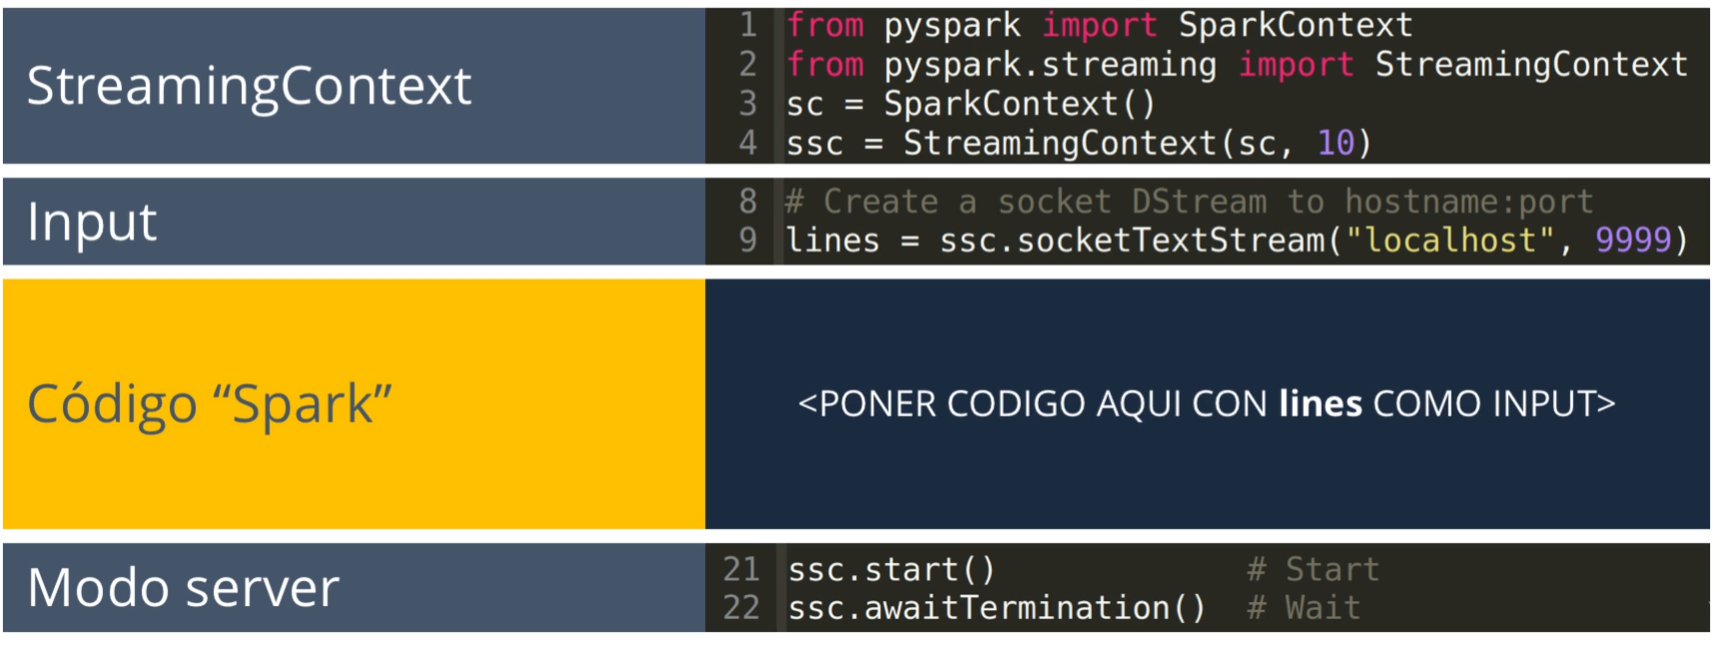 StreamingContext
1 from pyspark import SparkContext
2 from pyspark.streaming import StreamingContext
3 sc = SparkContext()
4 ssc = StreamingContext(sc, 10)
Input
8 # Create a socket DStream to hostname:port
9 lines = ssc.socketTextStream("localhost", 9999)
Código “Spark”
<PONER CODIGO AQUI CON lines COMO INPUT>
Modo server
21 ssc.start() # Start
22 ssc.awaitTermination() # Wait